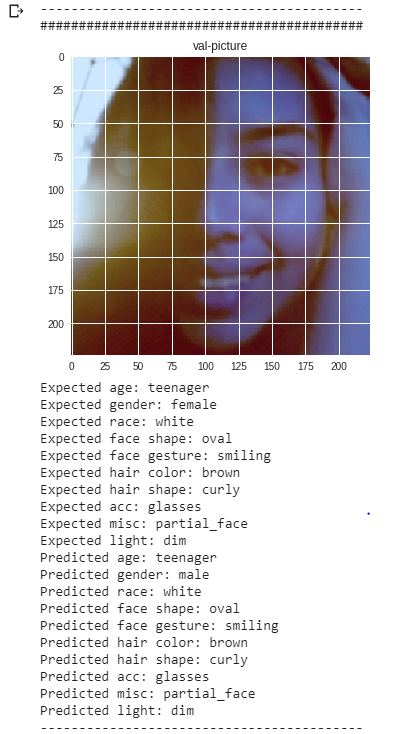 -----------------------------------------
#########################################
val-picture
0
25
50
75
100
125
150
175
200
0 25 50 75 100 125 150 175 200
Expected age: teenager
Expected gender: female
Expected race: white
Expected face shape: oval
Expected face gesture: smiling
Expected hair color: brown
Expected hair shape: curly
Expected acc: glasses
Expected misc: partial_face
Expected light: dim
Predicted age: teenager
Predicted gender: male
Predicted race: white
Predicted face shape: oval
Predicted face gesture: smiling
Predicted hair color: brown
Predicted hair shape: curly
Predicted acc: glasses
Predicted misc: partial_face
Predicted light: dim
-----------------------------------------